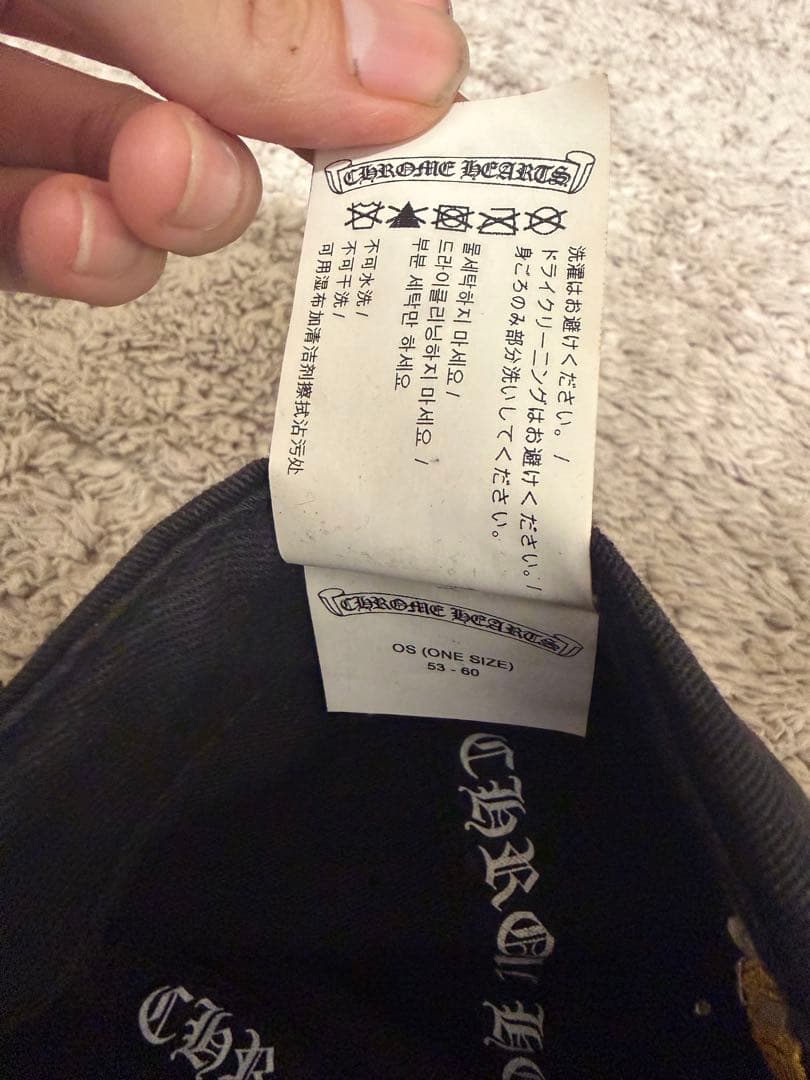 CHROME HEARTS
洗濯はお避けください。 /
ドライクリーニングはお避けください。/
身ごろのみ部分洗いしてください。
물세탁하지 마세요 /
드라이클리닝하지 마세요 /
부분 세탁만 하세요
不可水洗 /
不可干洗 /
可用湿布加清洁剂擦拭沾污处
CHROME HEARTS
OS (ONE SIZE)
53 - 60
CHROME
CHR